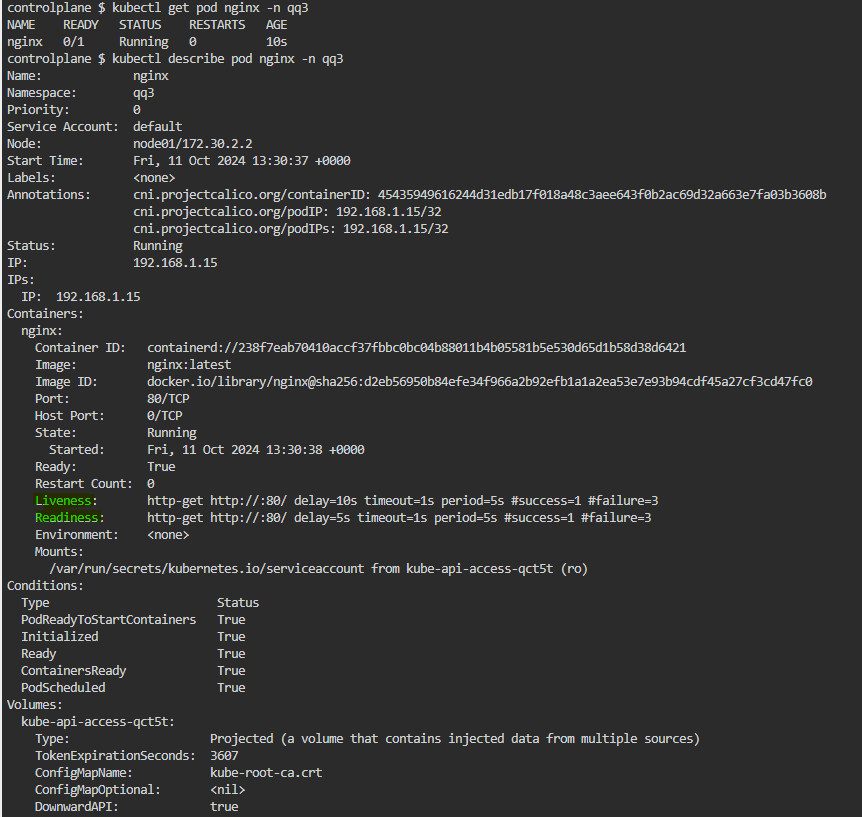 controlplane $ kubectl get pod nginx -n qq3
NAME    READY   STATUS    RESTARTS   AGE
nginx   0/1     Running   0          10s
controlplane $ kubectl describe pod nginx -n qq3
Name:             nginx
Namespace:        qq3
Priority:         0
Service Account:  default
Node:             node01/172.30.2.2
Start Time:       Fri, 11 Oct 2024 13:30:37 +0000
Labels:           <none>
Annotations:      cni.projectcalico.org/containerID: 45435949616244d31edb17f018a48c3aee643f0b2ac69d32a663e7fa03b3608b
                  cni.projectcalico.org/podIP: 192.168.1.15/32
                  cni.projectcalico.org/podIPs: 192.168.1.15/32
Status:           Running
IP:               192.168.1.15
IPs:
  IP:  192.168.1.15
Containers:
  nginx:
    Container ID:   containerd://238f7eab70410accf37fbbc0bc04b88011b4b05581b5e530d65d1b58d38d6421
    Image:          nginx:latest
    Image ID:       docker.io/library/nginx@sha256:d2eb56950b84efe34f966a2b92efb1a1a2ea53e7e93b94cdf45a27cf3cd47fc0
    Port:           80/TCP
    Host Port:      0/TCP
    State:          Running
      Started:      Fri, 11 Oct 2024 13:30:38 +0000
    Ready:          True
    Restart Count:  0
    Liveness:       http-get http://:80/ delay=10s timeout=1s period=5s #success=1 #failure=3
    Readiness:      http-get http://:80/ delay=5s timeout=1s period=5s #success=1 #failure=3
    Environment:    <none>
    Mounts:
      /var/run/secrets/kubernetes.io/serviceaccount from kube-api-access-qct5t (ro)
Conditions:
  Type                        Status
  PodReadyToStartContainers   True
  Initialized                 True
  Ready                       True
  ContainersReady             True
  PodScheduled                True
Volumes:
  kube-api-access-qct5t:
    Type:                    Projected (a volume that contains injected data from multiple sources)
    TokenExpirationSeconds:  3607
    ConfigMapName:           kube-root-ca.crt
    ConfigMapOptional:       <nil>
    DownwardAPI:             true